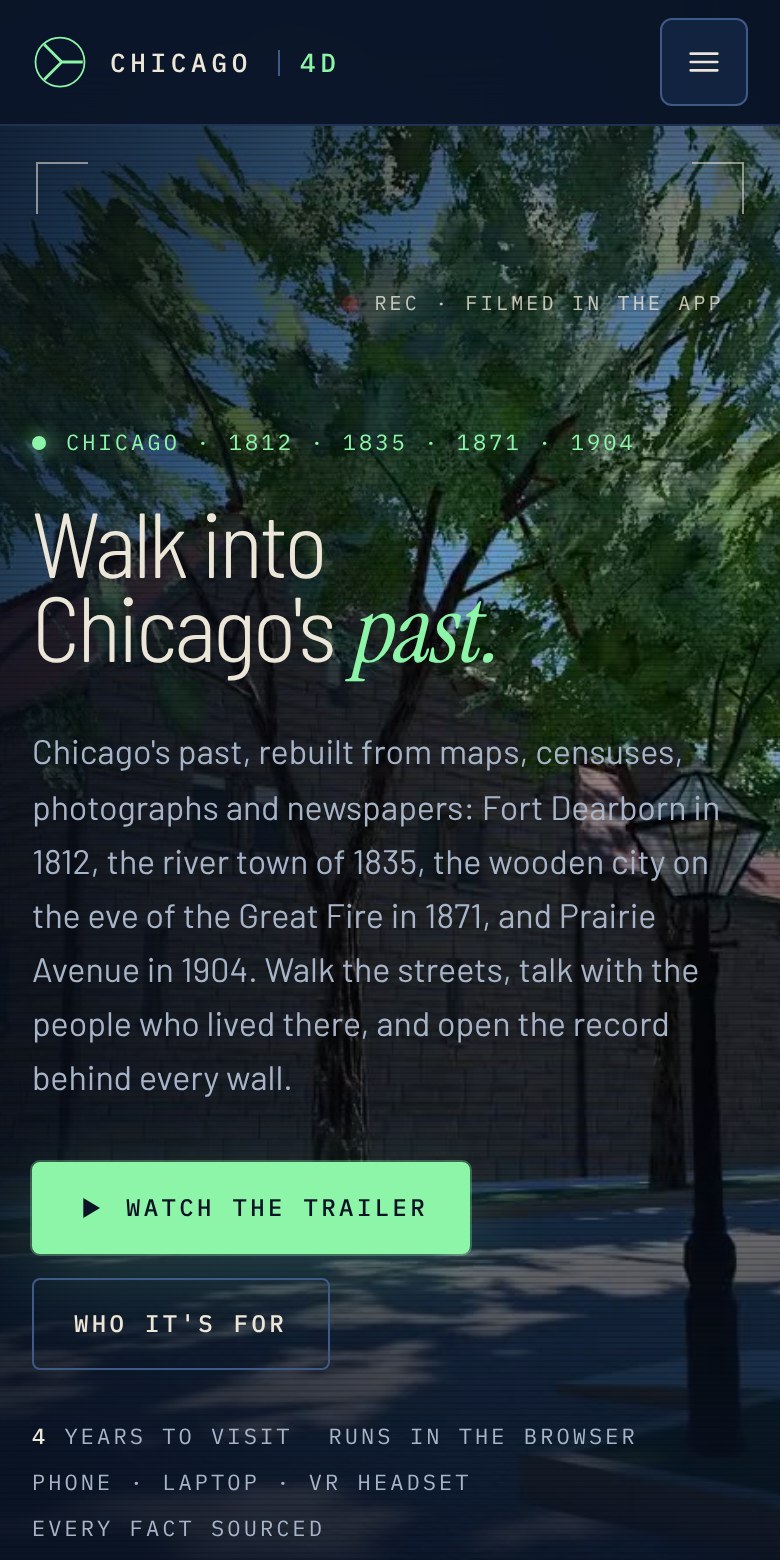 CHICAGO | 4D
REC · FILMED IN THE APP
CHICAGO · 1812 · 1835 · 1871 · 1904
Walk into
Chicago's past.
Chicago's past, rebuilt from maps, censuses,
photographs and newspapers: Fort Dearborn in
1812, the river town of 1835, the wooden city on
the eve of the Great Fire in 1871, and Prairie
Avenue in 1904. Walk the streets, talk with the
people who lived there, and open the record
behind every wall.
▶ WATCH THE TRAILER
WHO IT'S FOR
4 YEARS TO VISIT RUNS IN THE BROWSER
PHONE · LAPTOP · VR HEADSET
EVERY FACT SOURCED